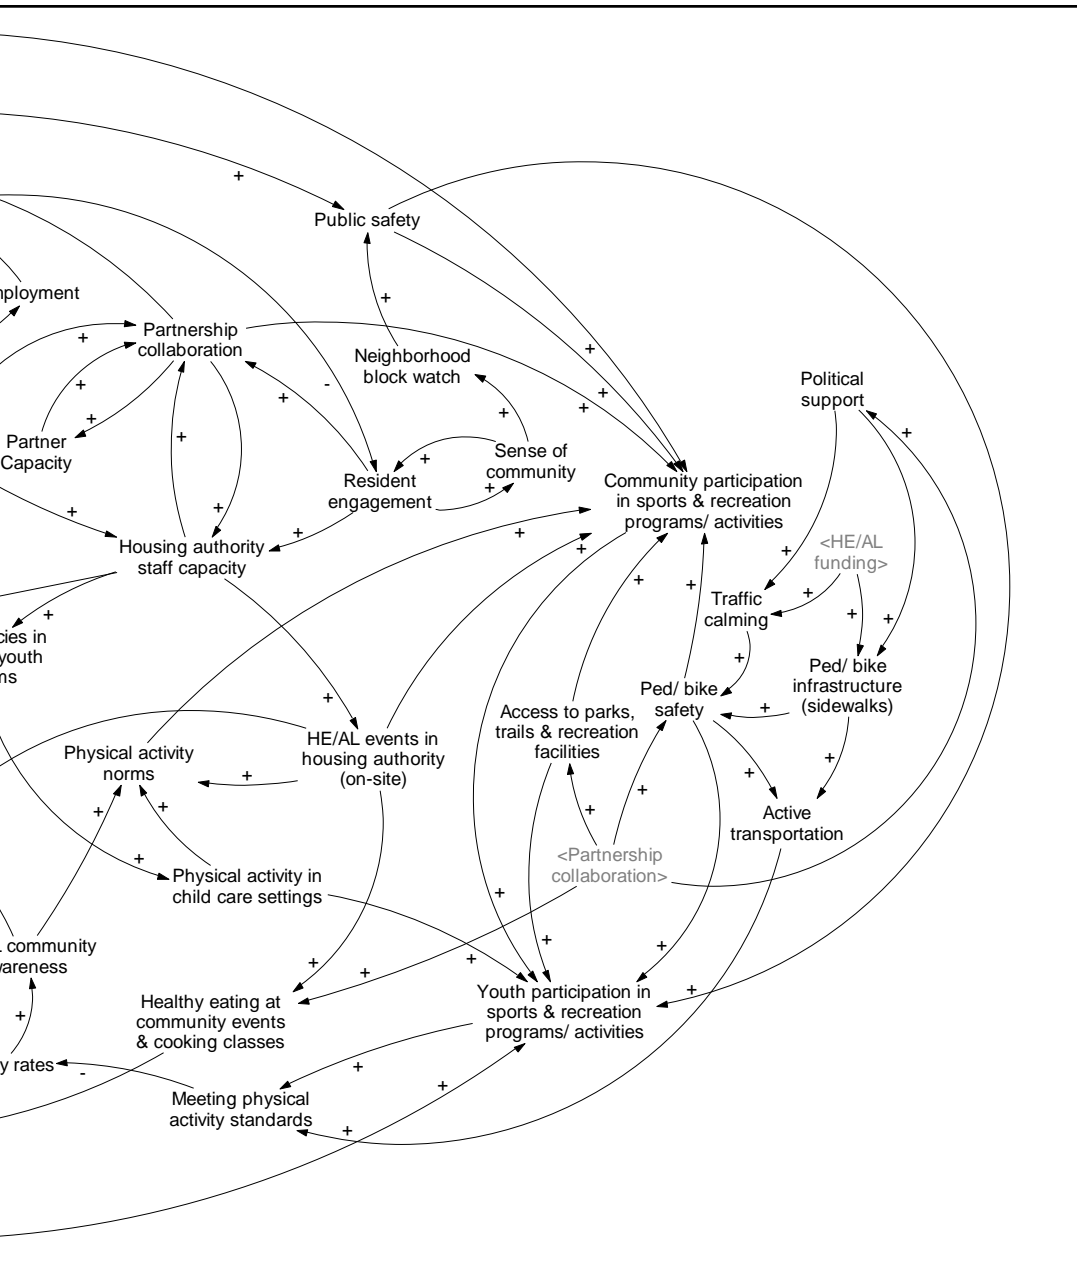 +
Public safety
+
nployment
Partnership
collaboration
+
+
+
Neighborhood
block watch
+
-
+
+
+
Political
support
+
+
Partner
Capacity
+
+
Sense of
community
+
+
Resident
engagement
+
Community participation
in sports & recreation
programs/ activities
+
+
+
Housing authority
staff capacity
+
+
+
<HE/AL
funding>
+
+
+
Traffic
calming
+
+
+
+
cies in
youth
ms
+
Ped/ bike
infrastructure
(sidewalks)
+
Ped/ bike
safety
+
Access to parks,
trails & recreation
facilities
HE/AL events in
housing authority
(on-site)
Physical activity
norms
+
+
+
+
+
+
+
Active
transportation
+
<Partnership
collaboration>
Physical activity in
child care settings
+
community
areness
+
+
+
+
+
Healthy eating at
community events
& cooking classes
Youth participation in
sports & recreation
programs/ activities
+
+
y rates
-
+
+
Meeting physical
activity standards
+